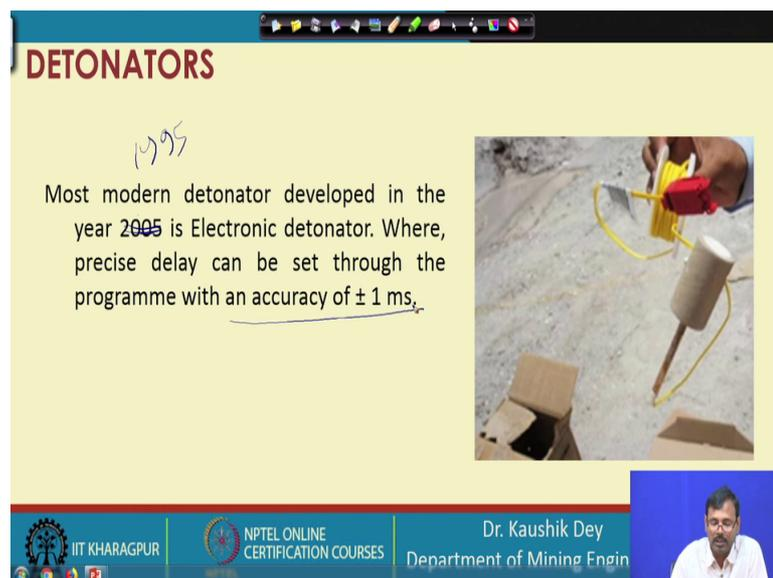 DETONATORS
1995
Most modern detonator developed in the
year 2005 is Electronic detonator. Where,
precise delay can be set through the
programme with an accuracy of ± 1 ms.
IIT KHARAGPUR
NPTEL ONLINE
CERTIFICATION COURSES
Dr. Kaushik Dey
Department of Mining Engin